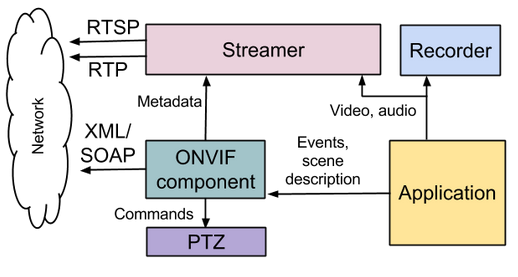 RTSP
Streamer
Recorder
RTP
Metadata
Video, audio
Network
XML/
SOAP
ONVIF
component
Events,
scene
description
Application
Commands
PTZ